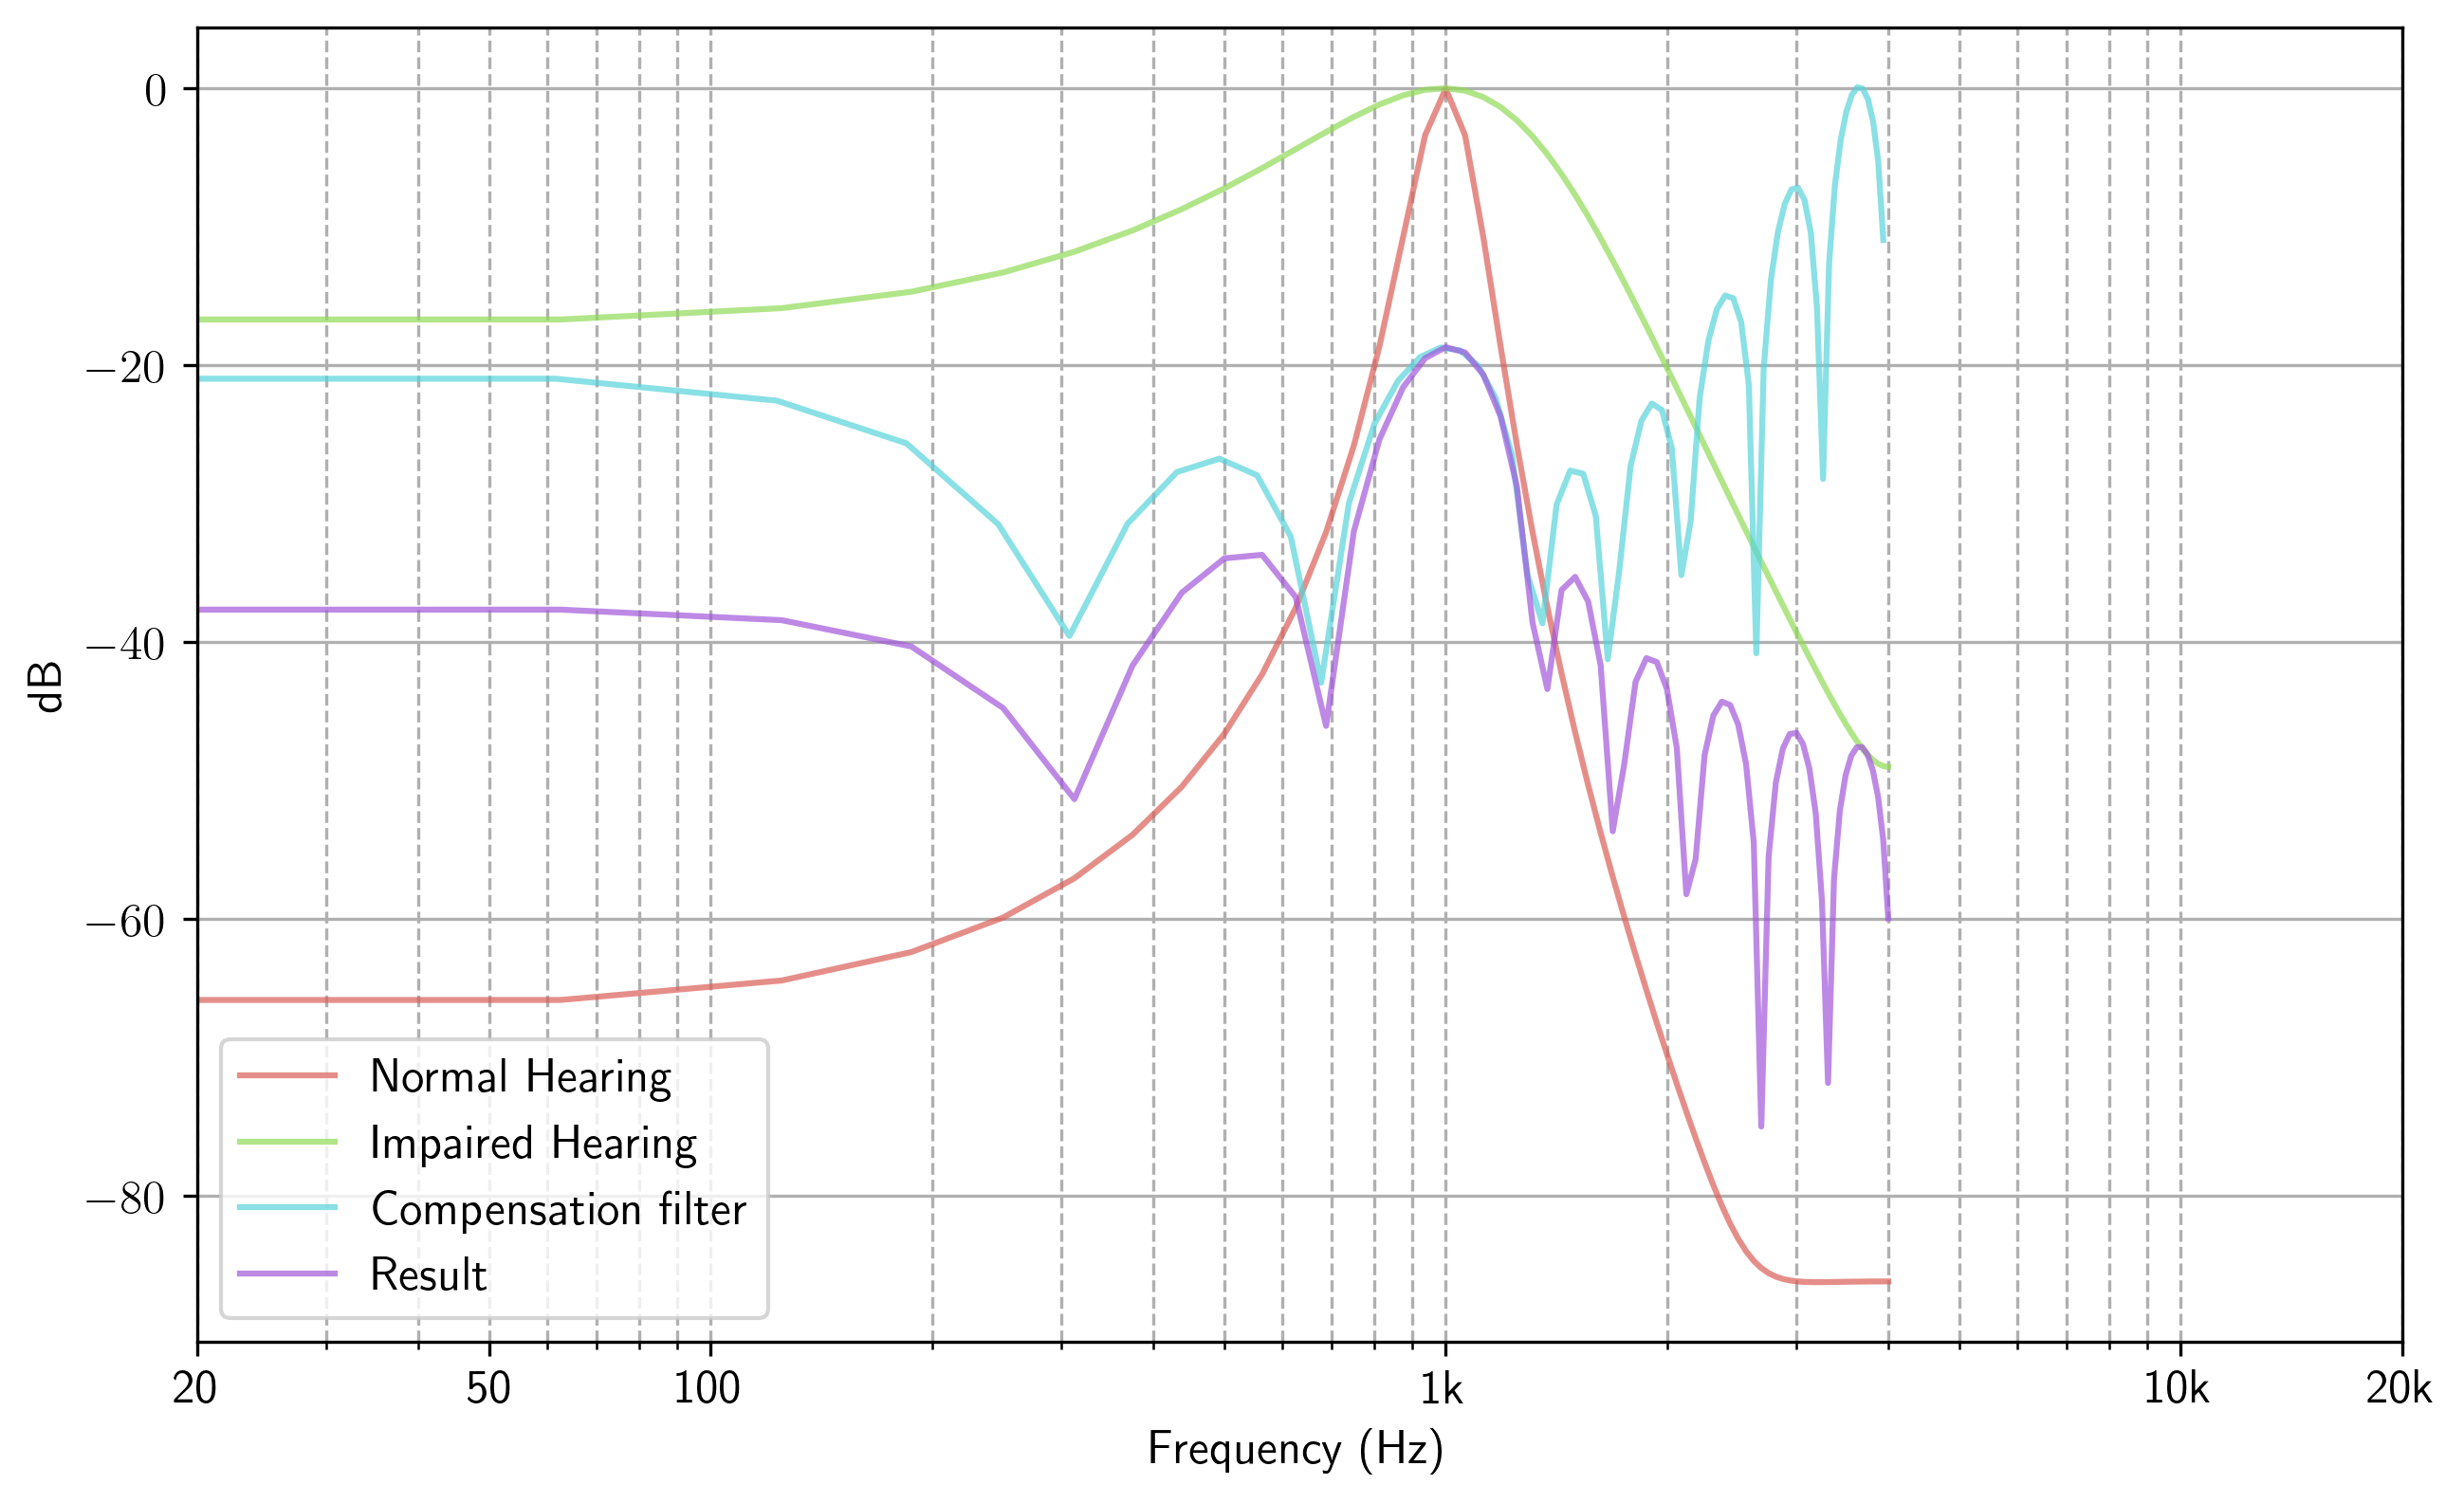 0
−20
−40
−60
−80
dB
Normal Hearing
Impaired Hearing
Compensation filter
Result
20 50 100 1k 10k 20k
Frequency (Hz)